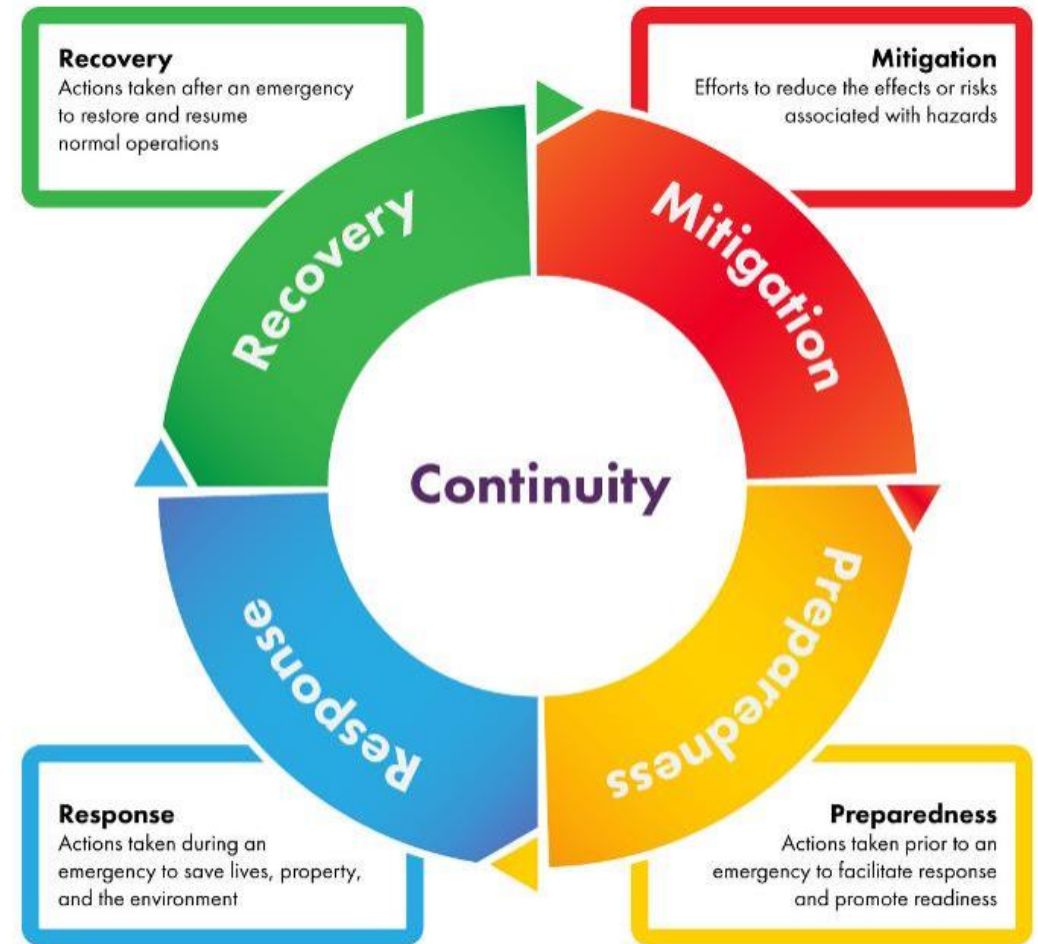 Recovery
Actions taken after an emergency
to restore and resume
normal operations
Mitigation
Efforts to reduce the effects or risks
associated with hazards
Recovery
Mitigation
Continuity
Response
Preparedness
Response
Actions taken during an
emergency to save lives, property,
and the environment
Preparedness
Actions taken prior to an
emergency to facilitate response
and promote readiness